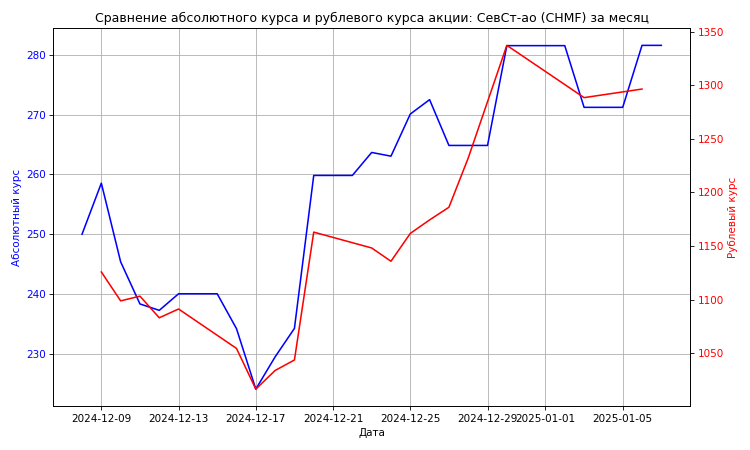 Сравнение абсолютного курса и рублевого курса акции: СевСт-ао (CHMF) за месяц
280
270
260
250
240
230
Абсолютный курс
1350
1300
1250
1200
1150
1100
1050
Рублевый курс
2024-12-09 2024-12-13 2024-12-17 2024-12-21 2024-12-25 2024-12-29 2025-01-01 2025-01-05
Дата